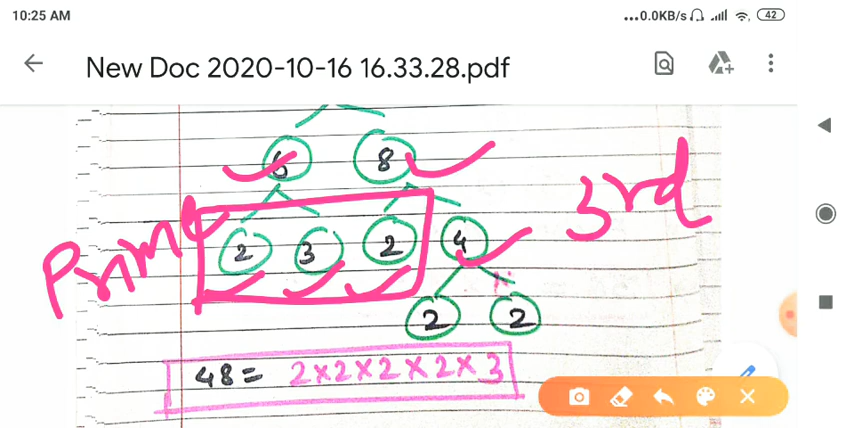 10:25 AM ...0.0KB/s 42
New Doc 2020-10-16 16.33.28.pdf
6 8 3rd
Prime 2 3 2 4
2 2
48 = 2×2×2×2×3